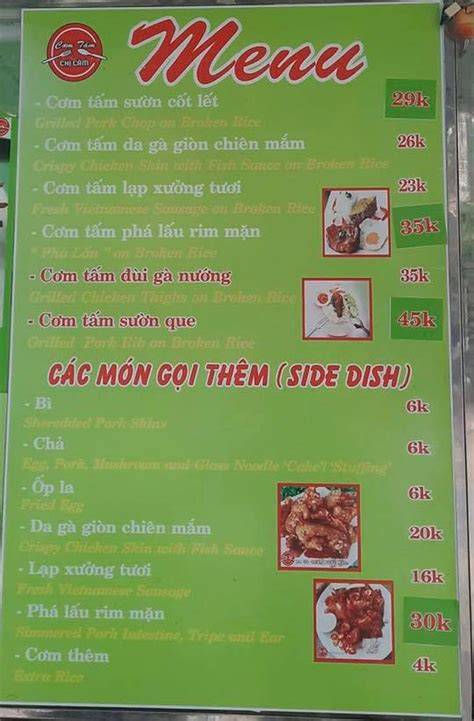 Cơm Tấm
CHỊ CẨM
Menu
- Cơm tấm sườn cốt lết 29k
Grilled Pork Chop on Broken Rice
- Cơm tấm da gà giòn chiên mắm 26k
Crispy Chicken Skin with Fish Sauce on Broken Rice
- Cơm tấm lạp xưởng tươi 23k
Fresh Vietnamese Sausage on Broken Rice
- Cơm tấm phá lấu rim mặn 35k
" Phá Lấu " on Broken Rice
- Cơm tấm đùi gà nướng 35k
Grilled Chicken Thighs on Broken Rice
- Cơm tấm sườn que 45k
Grilled Pork Rib on Broken Rice
CÁC MÓN GỌI THÊM (SIDE DISH)
- Bì 6k
Shredded Pork Skins
- Chả 6k
Egg, Pork, Mushroom and Glass Noodle 'Cake'/ 'Stuffing'
- Ốp la 6k
Fried Egg
- Da gà giòn chiên mắm 20k
Crispy Chicken Skin with Fish Sauce
- Lạp xưởng tươi 16k
Fresh Vietnamese Sausage
- Phá lấu rim mặn 30k
Simmered Pork Intestine, Tripe and Ear
- Cơm thêm 4k
Extra Rice